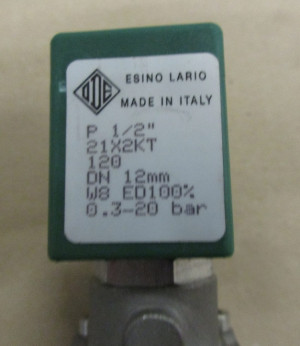 ODE
ESINO LARIO
MADE IN ITALY
P 1/2"
21X2KT
120
DN 12mm
W8 ED100%
0.3-20 bar